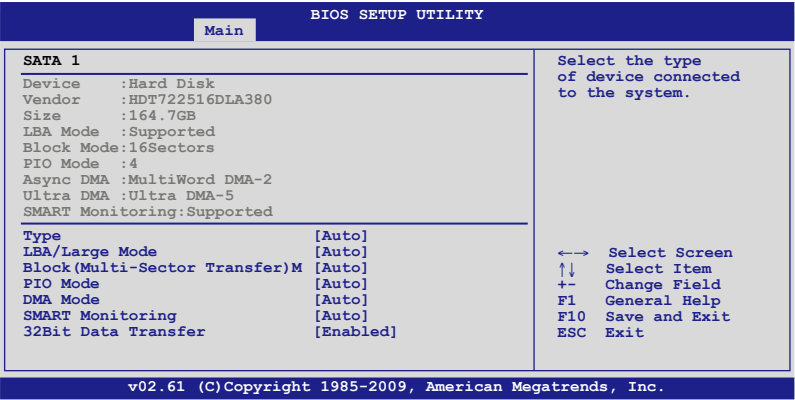 BIOS SETUP UTILITY
Main
SATA 1
Device :Hard Disk
Vendor :HDT722516DLA380
Size :164.7GB
LBA Mode :Supported
Block Mode:16Sectors
PIO Mode :4
Async DMA :MultiWord DMA-2
Ultra DMA :Ultra DMA-5
SMART Monitoring:Supported
Type [Auto]
LBA/Large Mode [Auto]
Block(Multi-Sector Transfer)M [Auto]
PIO Mode [Auto]
DMA Mode [Auto]
SMART Monitoring [Auto]
32Bit Data Transfer [Enabled]
Select the type
of device connected
to the system.
←→ Select Screen
↑↓ Select Item
+- Change Field
F1 General Help
F10 Save and Exit
ESC Exit
v02.61 (C)Copyright 1985-2009, American Megatrends, Inc.